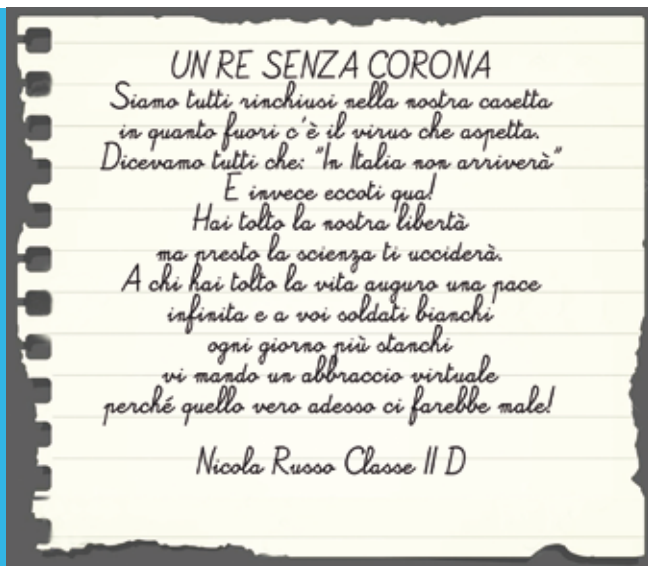 UN RE SENZA CORONA
Siamo tutti rinchiusi nella nostra casetta
in quanto fuori c'è il virus che aspetta.
Dicevamo tutti che: "In Italia non arriverà"
E invece eccoti qua!
Hai tolto la nostra libertà
ma presto la scienza ti ucciderà.
A chi hai tolto la vita auguro una pace
infinita e a voi soldati bianchi
ogni giorno più stanchi
vi mando un abbraccio virtuale
perché quello vero adesso ci farebbe male!
Nicola Russo Classe II D